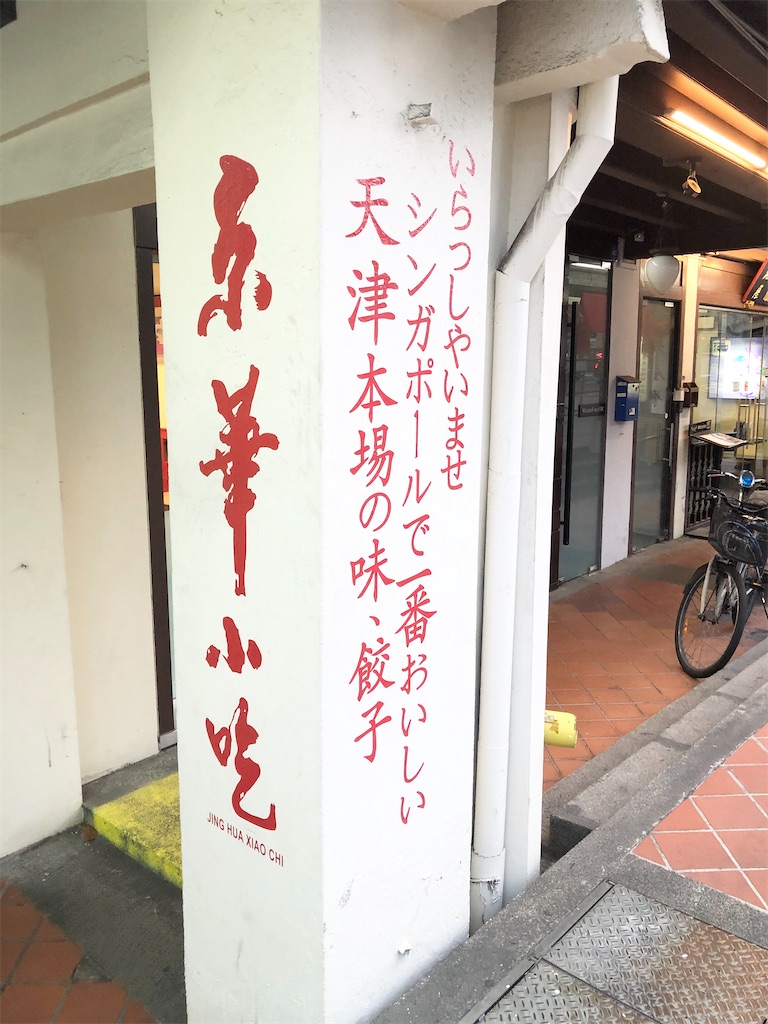 京華小吃
JING HUA XIAO CHI
いらっしやいませ
シンガポールで一番おいしい
天津本場の味、餃子